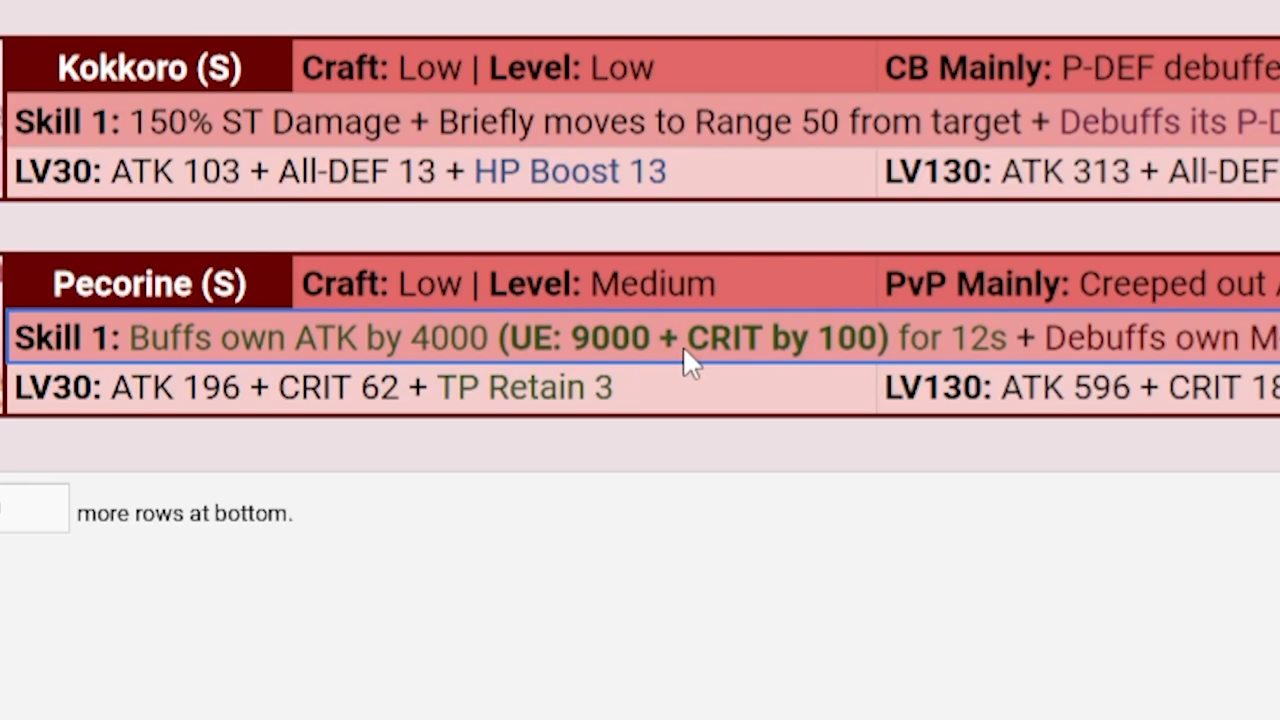 Kokkoro (S) Craft: Low | Level: Low CB Mainly: P-DEF
Skill 1: 150% ST Damage + Briefly moves to Range 50 from target + Debuffs its
LV30: ATK 103 + All-DEF 13 + HP Boost 13 LV130: ATK 313 + All-DEF
Pecorine (S) Craft: Low | Level: Medium PvP Mainly: Creeped out
Skill 1: Buffs own ATK by 4000 (UE: 9000 + CRIT by 100) for 12s + Debuffs own
LV30: ATK 196 + CRIT 62 + TP Retain 3 LV130: ATK 596 + CRIT
more rows at bottom.